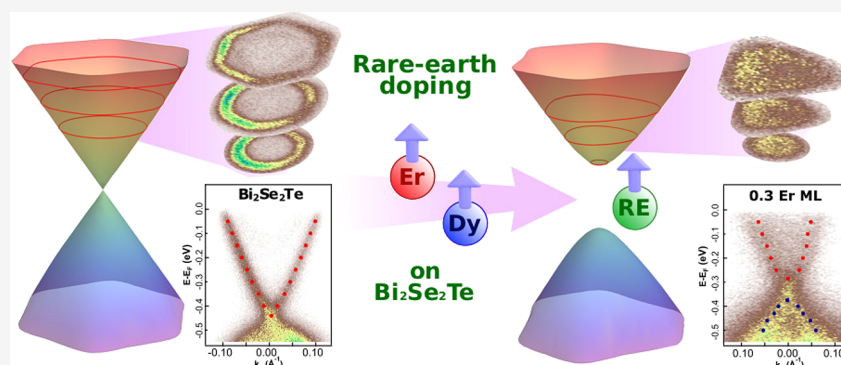 Rare-earth
doping
Er
Dy
RE
on
Bi₂Se₂Te
Bi₂Se₂Te
E-E_F (eV)
0.0
-0.1
-0.2
-0.3
-0.4
-0.5
-0.10
0.00
0.10
0.3 Er ML
E-E_F (eV)
0.0
-0.1
-0.2
-0.3
-0.4
-0.5
0.10
0.00
0.10